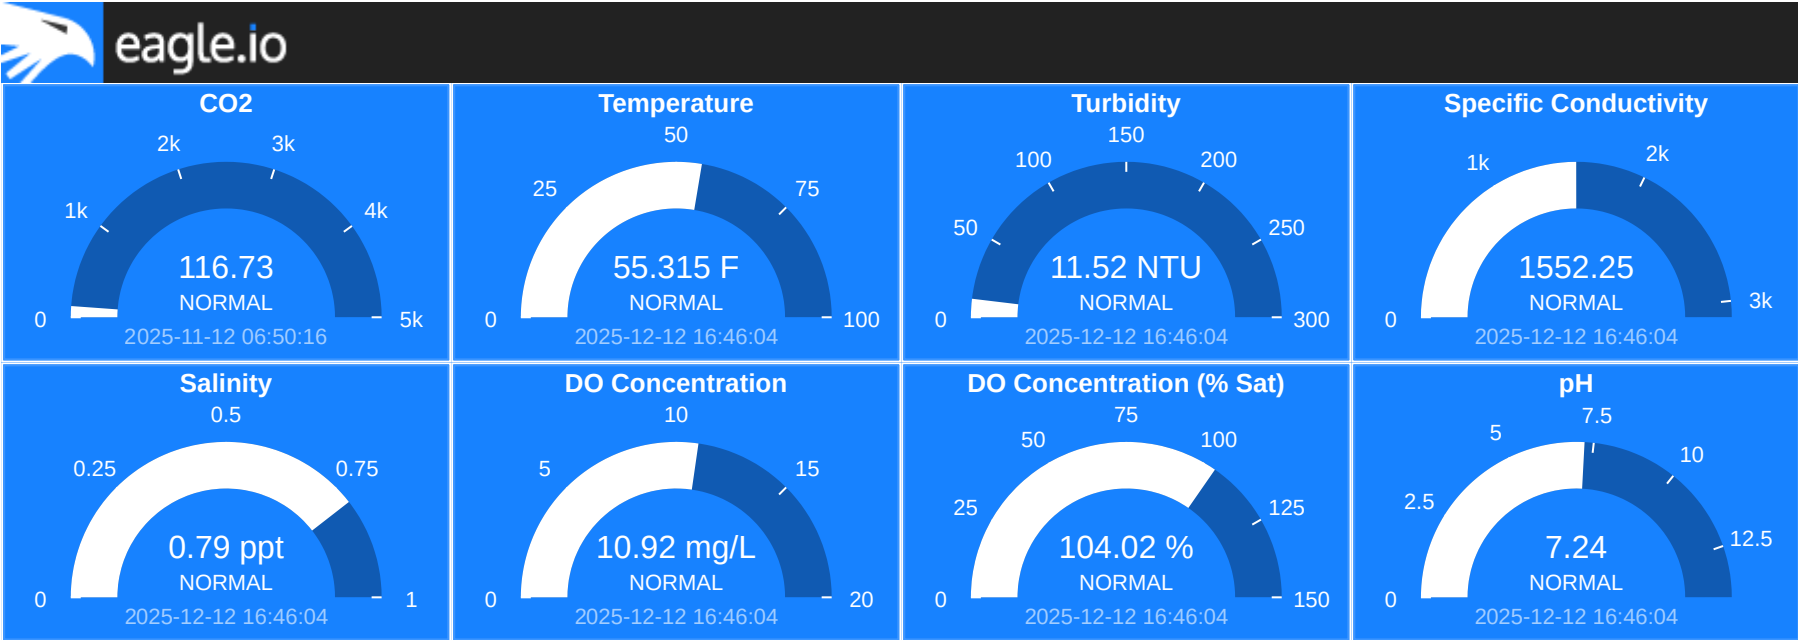 eagle.io
CO2
2k
3k
1k
4k
116.73
NORMAL
0
5k
2025-11-12 06:50:16
Temperature
50
25
75
55.315 F
NORMAL
0
100
2025-12-12 16:46:04
Turbidity
150
100
200
50
250
11.52 NTU
NORMAL
0
300
2025-12-12 16:46:04
Specific Conductivity
1k
2k
1552.25
NORMAL
3k
0
2025-12-12 16:46:04
Salinity
0.5
0.25
0.75
0.79 ppt
NORMAL
0
1
2025-12-12 16:46:04
DO Concentration
10
5
15
10.92 mg/L
NORMAL
0
20
2025-12-12 16:46:04
DO Concentration (% Sat)
75
50
100
25
125
104.02 %
NORMAL
0
150
2025-12-12 16:46:04
pH
7.5
5
10
2.5
12.5
7.24
NORMAL
0
2025-12-12 16:46:04